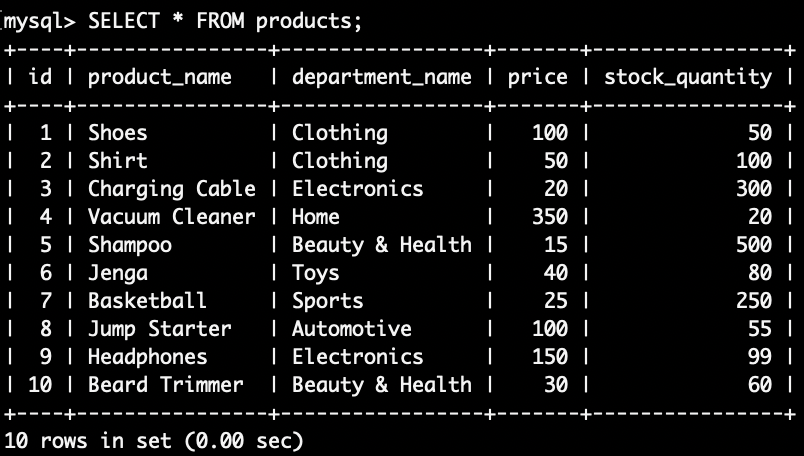 mysql> SELECT * FROM products;
+----+----------------+-----------------+-------+----------------+
| id | product_name   | department_name | price | stock_quantity |
+----+----------------+-----------------+-------+----------------+
|  1 | Shoes          | Clothing        |   100 |             50 |
|  2 | Shirt          | Clothing        |    50 |            100 |
|  3 | Charging Cable | Electronics     |    20 |            300 |
|  4 | Vacuum Cleaner | Home            |   350 |             20 |
|  5 | Shampoo        | Beauty & Health |    15 |            500 |
|  6 | Jenga          | Toys            |    40 |             80 |
|  7 | Basketball     | Sports          |    25 |            250 |
|  8 | Jump Starter   | Automotive      |   100 |             55 |
|  9 | Headphones     | Electronics     |   150 |             99 |
| 10 | Beard Trimmer  | Beauty & Health |    30 |             60 |
+----+----------------+-----------------+-------+----------------+
10 rows in set (0.00 sec)